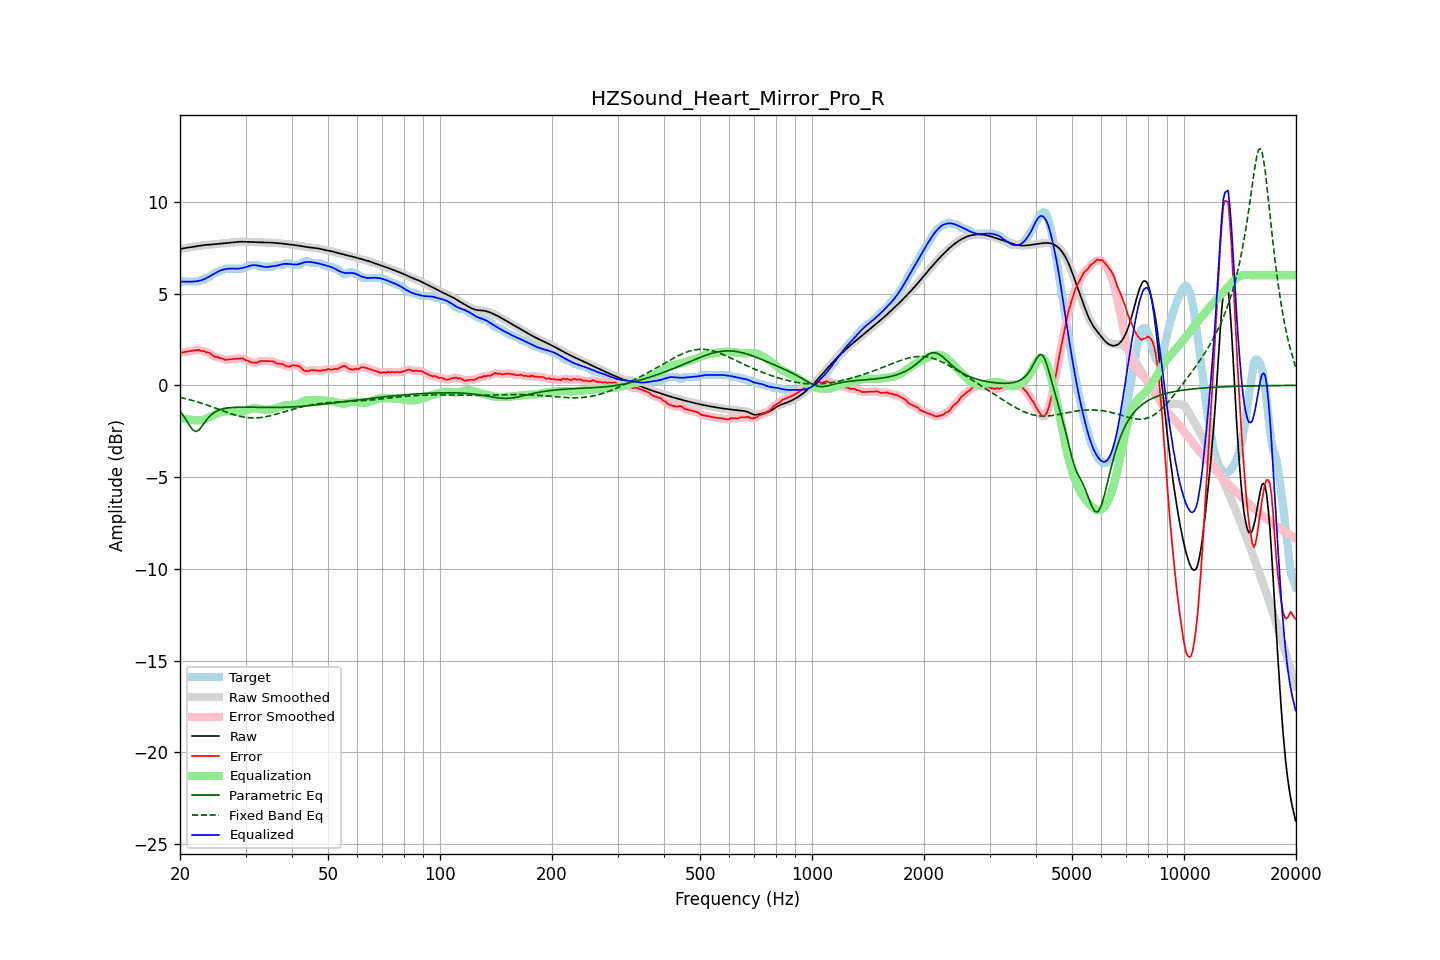 HZSound_Heart_Mirror_Pro_R
Amplitude (dBr)
10
5
0
−5
−10
−15
−20
−25
Target
Raw Smoothed
Error Smoothed
Raw
Error
Equalization
Parametric Eq
Fixed Band Eq
Equalized
20 50 100 200 500 1000 2000 5000 10000 20000
Frequency (Hz)